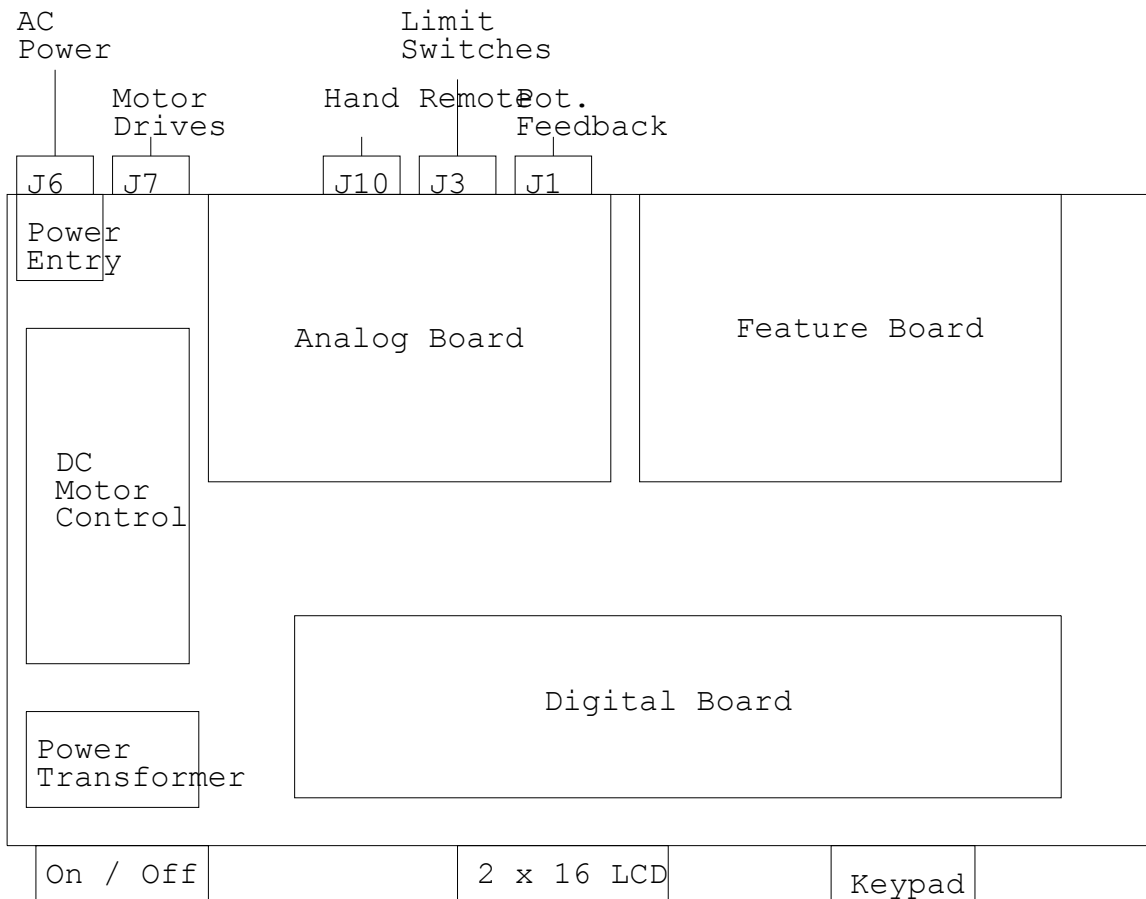 AC
Power
Limit
Switches
Motor
Drives
Hand Remote
Pot.
Feedback
J6
J7
J10
J3
J1
Power
Entry
Analog Board
Feature Board
DC
Motor
Control
Digital Board
Power
Transformer
On / Off
2 x 16 LCD
Keypad